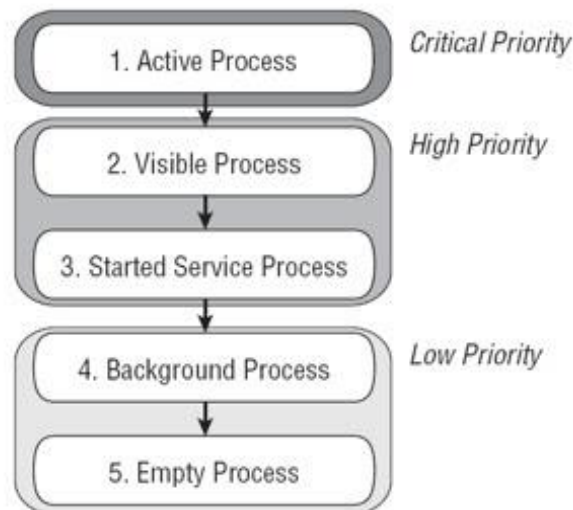 1. Active Process
Critical Priority
2. Visible Process
High Priority
3. Started Service Process
4. Background Process
Low Priority
5. Empty Process